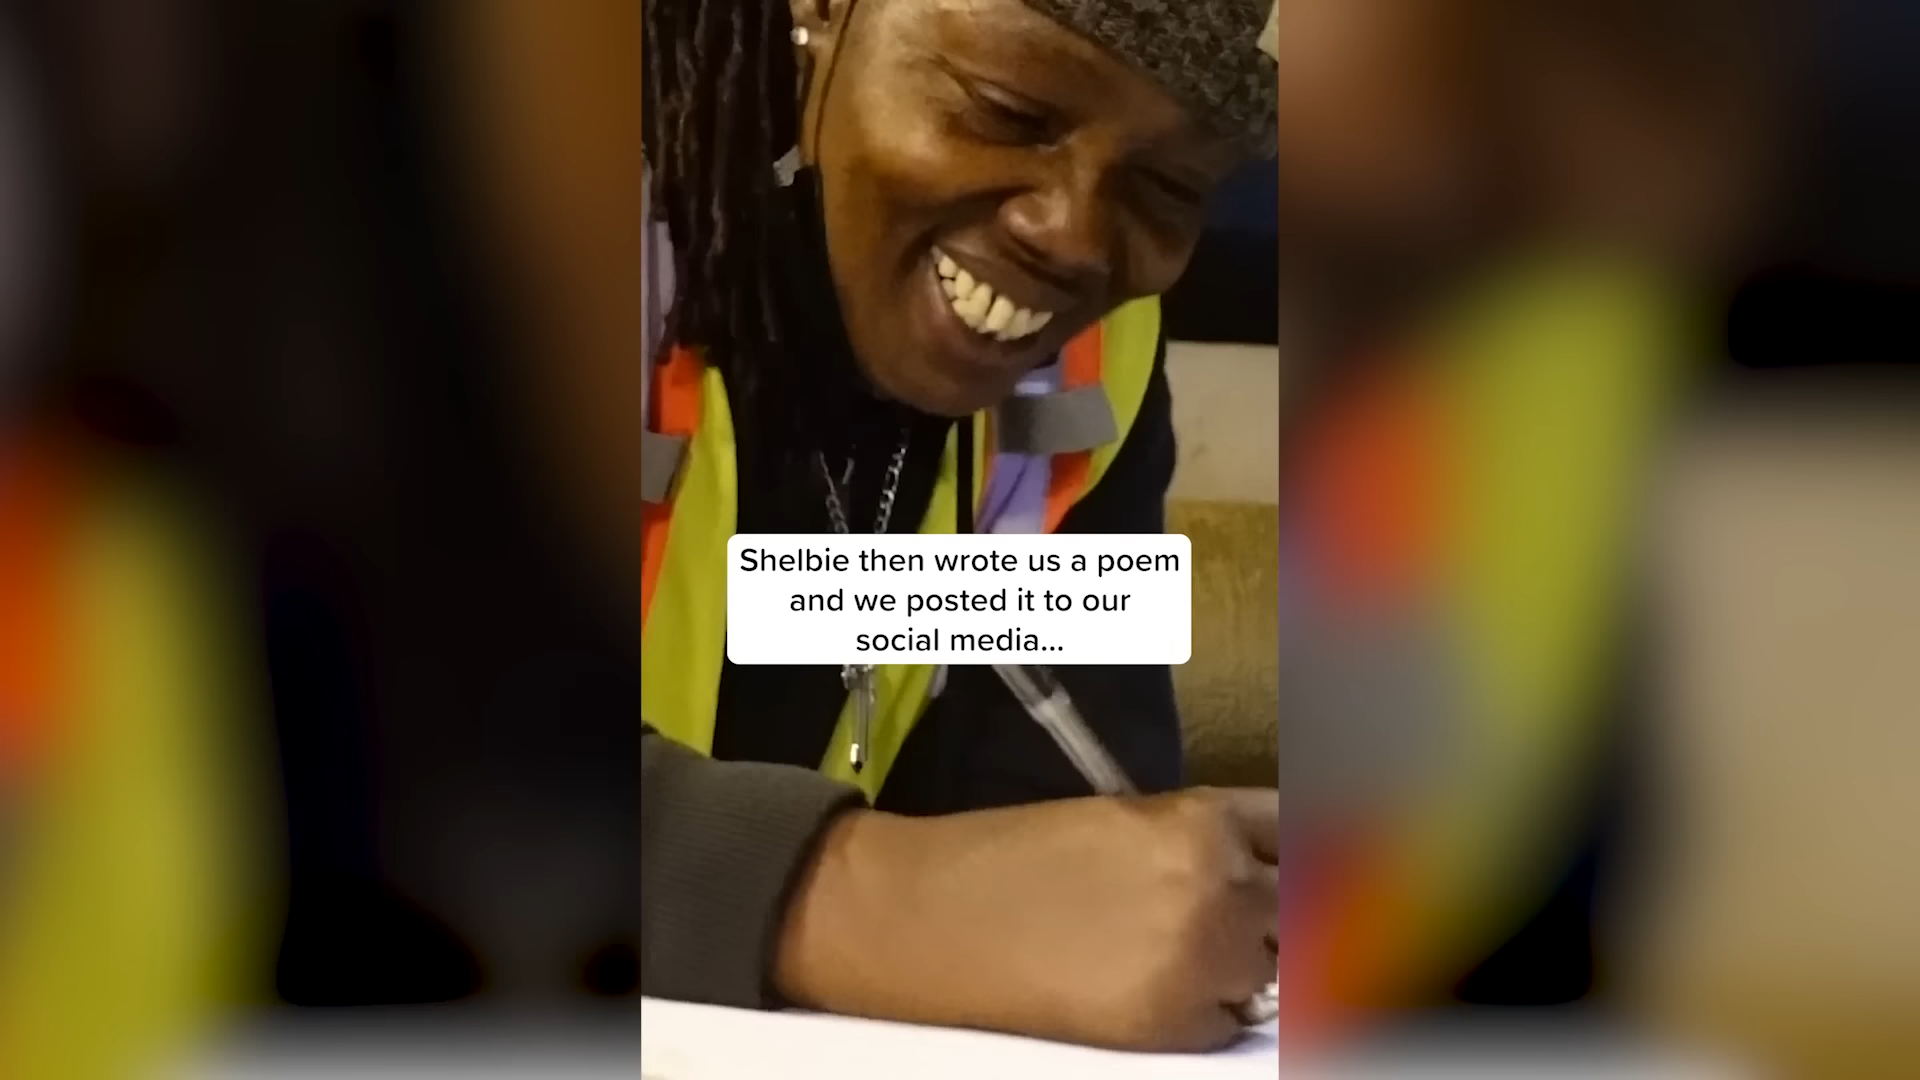 Shelbie then wrote us a poem
and we posted it to our
social media...